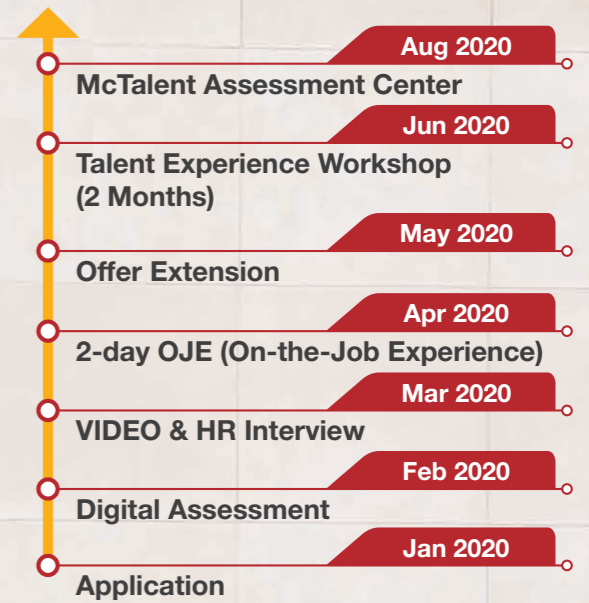 Aug 2020
McTalent Assessment Center
Jun 2020
Talent Experience Workshop
(2 Months)
May 2020
Offer Extension
Apr 2020
2-day OJE (On-the-Job Experience)
Mar 2020
VIDEO & HR Interview
Feb 2020
Digital Assessment
Jan 2020
Application